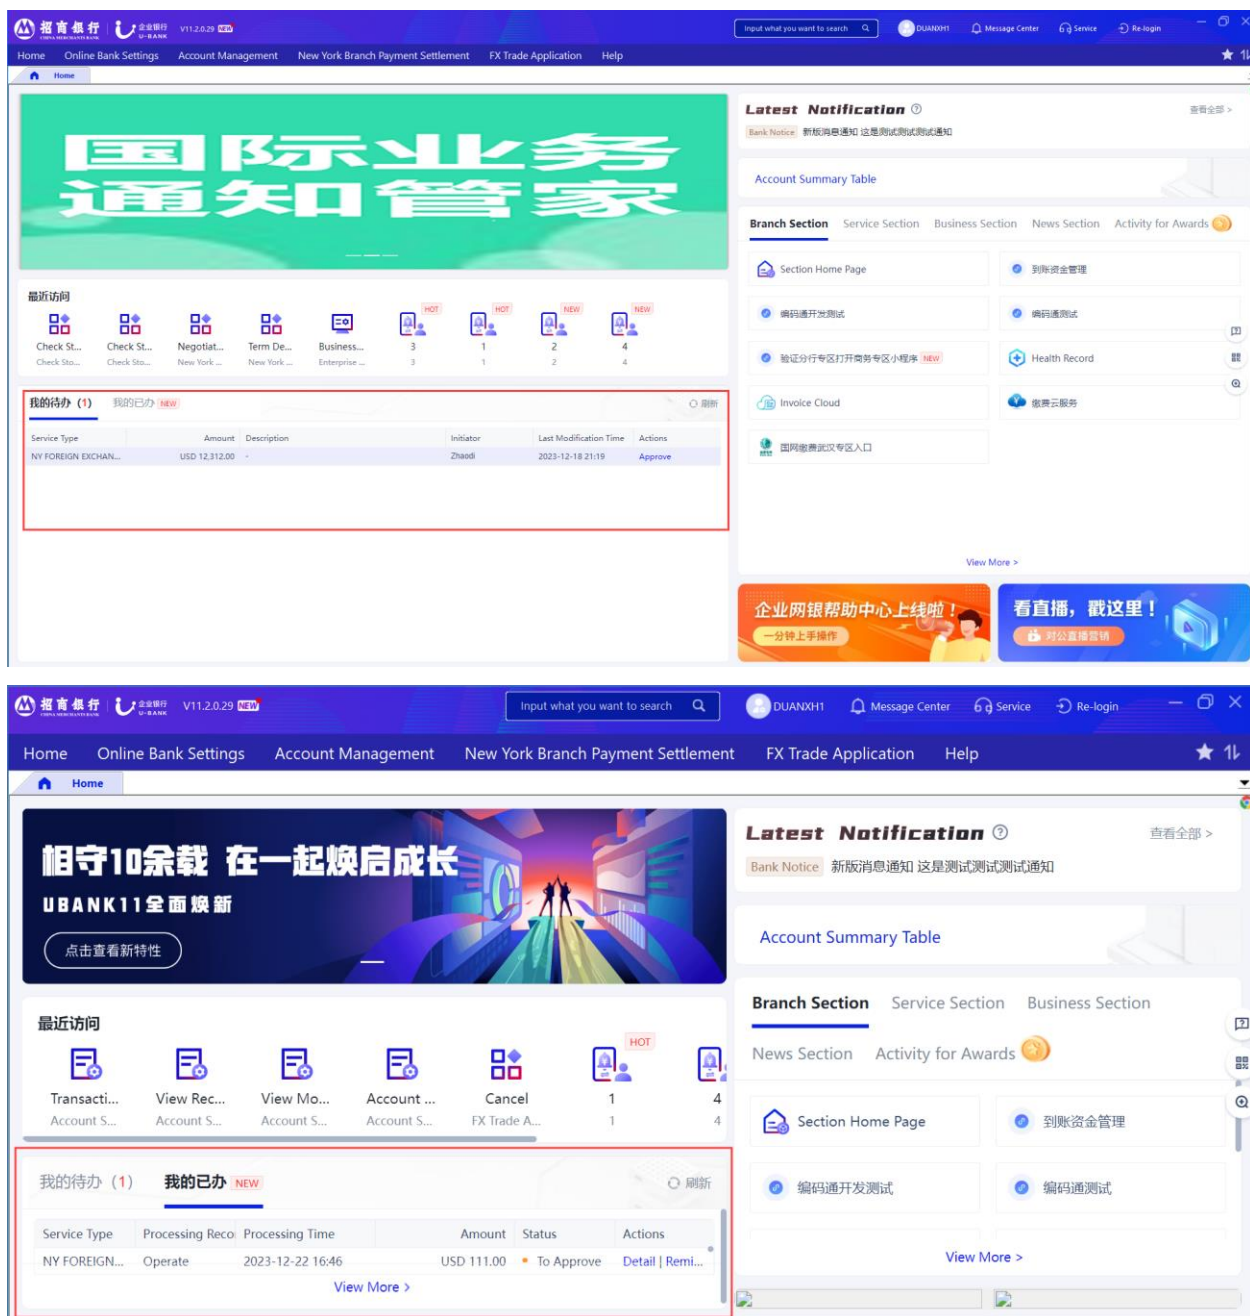 招商银行 企业银行 U-BANK V11.2.0.29 NEW Input what you want to search DUANXH1 Message Center Service Re-login
CHINA MERCHANTS BANK
Home Online Bank Settings Account Management New York Branch Payment Settlement FX Trade Application Help
Home
国际业务
通知管家
Latest Notification 查看全部 >
Bank Notice 新版消息通知 这是测试测试测试通知
Account Summary Table
Branch Section Service Section Business Section News Section Activity for Awards
Section Home Page 到账资金管理
编码通开发测试 编码通测试
验证分行专区打开商务专区小程序 NEW Health Record
Invoice Cloud 缴费云服务
国网缴费武汉专区入口
View More >
企业网银帮助中心上线啦！
一分钟上手操作
看直播，戳这里！
对公直播营销
最近访问
HOT HOT NEW NEW
Check St... Check St... Negotiat... Term De... Business... 3 1 2 4
Check Sto... Check Sto... New York ... New York ... Enterprise ... 3 1 2 4
我的待办 (1) 我的已办 NEW 刷新
Service Type Amount Description Initiator Last Modification Time Actions
NY FOREIGN EXCHAN... USD 12,312.00 - Zhaodi 2023-12-18 21:19 Approve
招商银行 企业银行 U-BANK V11.2.0.29 NEW Input what you want to search DUANXH1 Message Center Service Re-login
CHINA MERCHANTS BANK
Home Online Bank Settings Account Management New York Branch Payment Settlement FX Trade Application Help
Home
相守10余载 在一起焕启成长
UBANK11全面焕新
点击查看新特性
Latest Notification 查看全部 >
Bank Notice 新版消息通知 这是测试测试测试通知
Account Summary Table
Branch Section Service Section Business Section
News Section Activity for Awards
Section Home Page 到账资金管理
编码通开发测试 编码通测试
View More >
最近访问
HOT
Transacti... View Rec... View Mo... Account ... Cancel 1 4
Account S... Account S... Account S... Account S... FX Trade A... 1 4
我的待办 (1) 我的已办 NEW 刷新
Service Type Processing Reco Processing Time Amount Status Actions
NY FOREIGN... Operate 2023-12-22 16:46 USD 111.00 To Approve Detail | Remi...
View More >